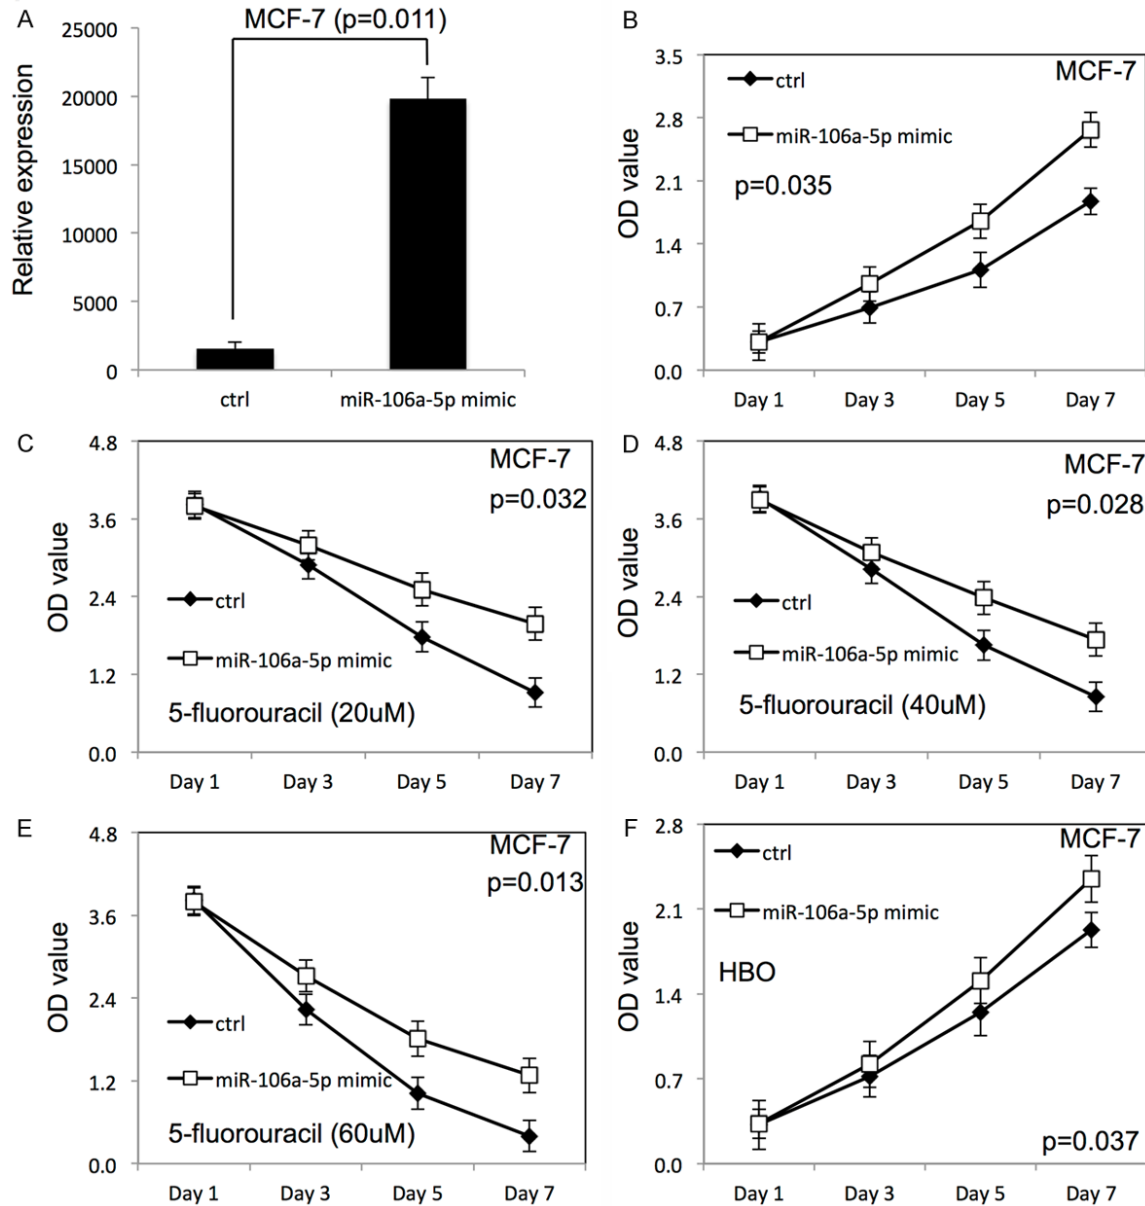 A
MCF-7 (p=0.011)
Relative expression
25000
20000
15000
10000
5000
0
ctrl
miR-106a-5p mimic
B
MCF-7
OD value
3.5
2.8
2.1
1.4
0.7
0.0
ctrl
miR-106a-5p mimic
p=0.035
Day 1 Day 3 Day 5 Day 7
C
MCF-7
p=0.032
OD value
4.8
3.6
2.4
1.2
0.0
ctrl
miR-106a-5p mimic
5-fluorouracil (20uM)
Day 1 Day 3 Day 5 Day 7
D
MCF-7
p=0.028
OD value
4.8
3.6
2.4
1.2
0.0
ctrl
miR-106a-5p mimic
5-fluorouracil (40uM)
Day 1 Day 3 Day 5 Day 7
E
MCF-7
p=0.013
OD value
4.8
3.6
2.4
1.2
0.0
ctrl
miR-106a-5p mimic
5-fluorouracil (60uM)
Day 1 Day 3 Day 5 Day 7
F
MCF-7
OD value
2.8
2.1
1.4
0.7
0.0
ctrl
miR-106a-5p mimic
HBO
p=0.037
Day 1 Day 3 Day 5 Day 7